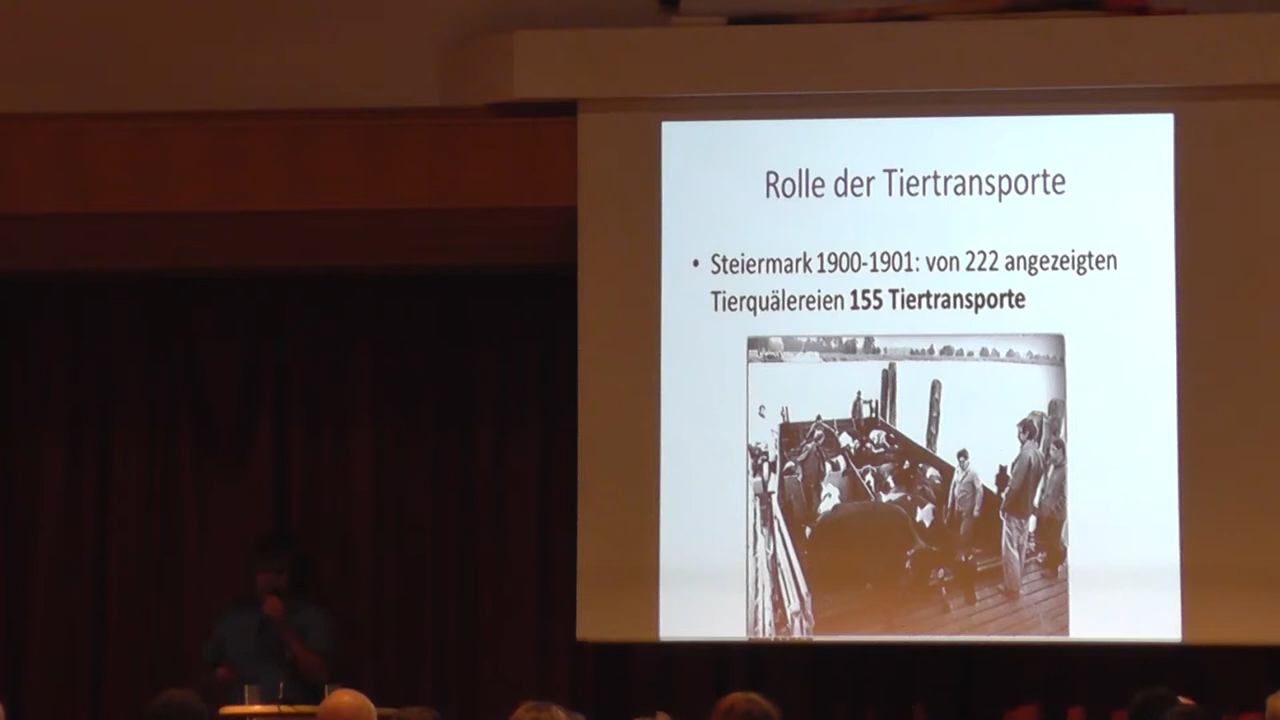 Rolle der Tiertransporte
• Steiermark 1900-1901: von 222 angezeigten
Tierquälereien 155 Tiertransporte